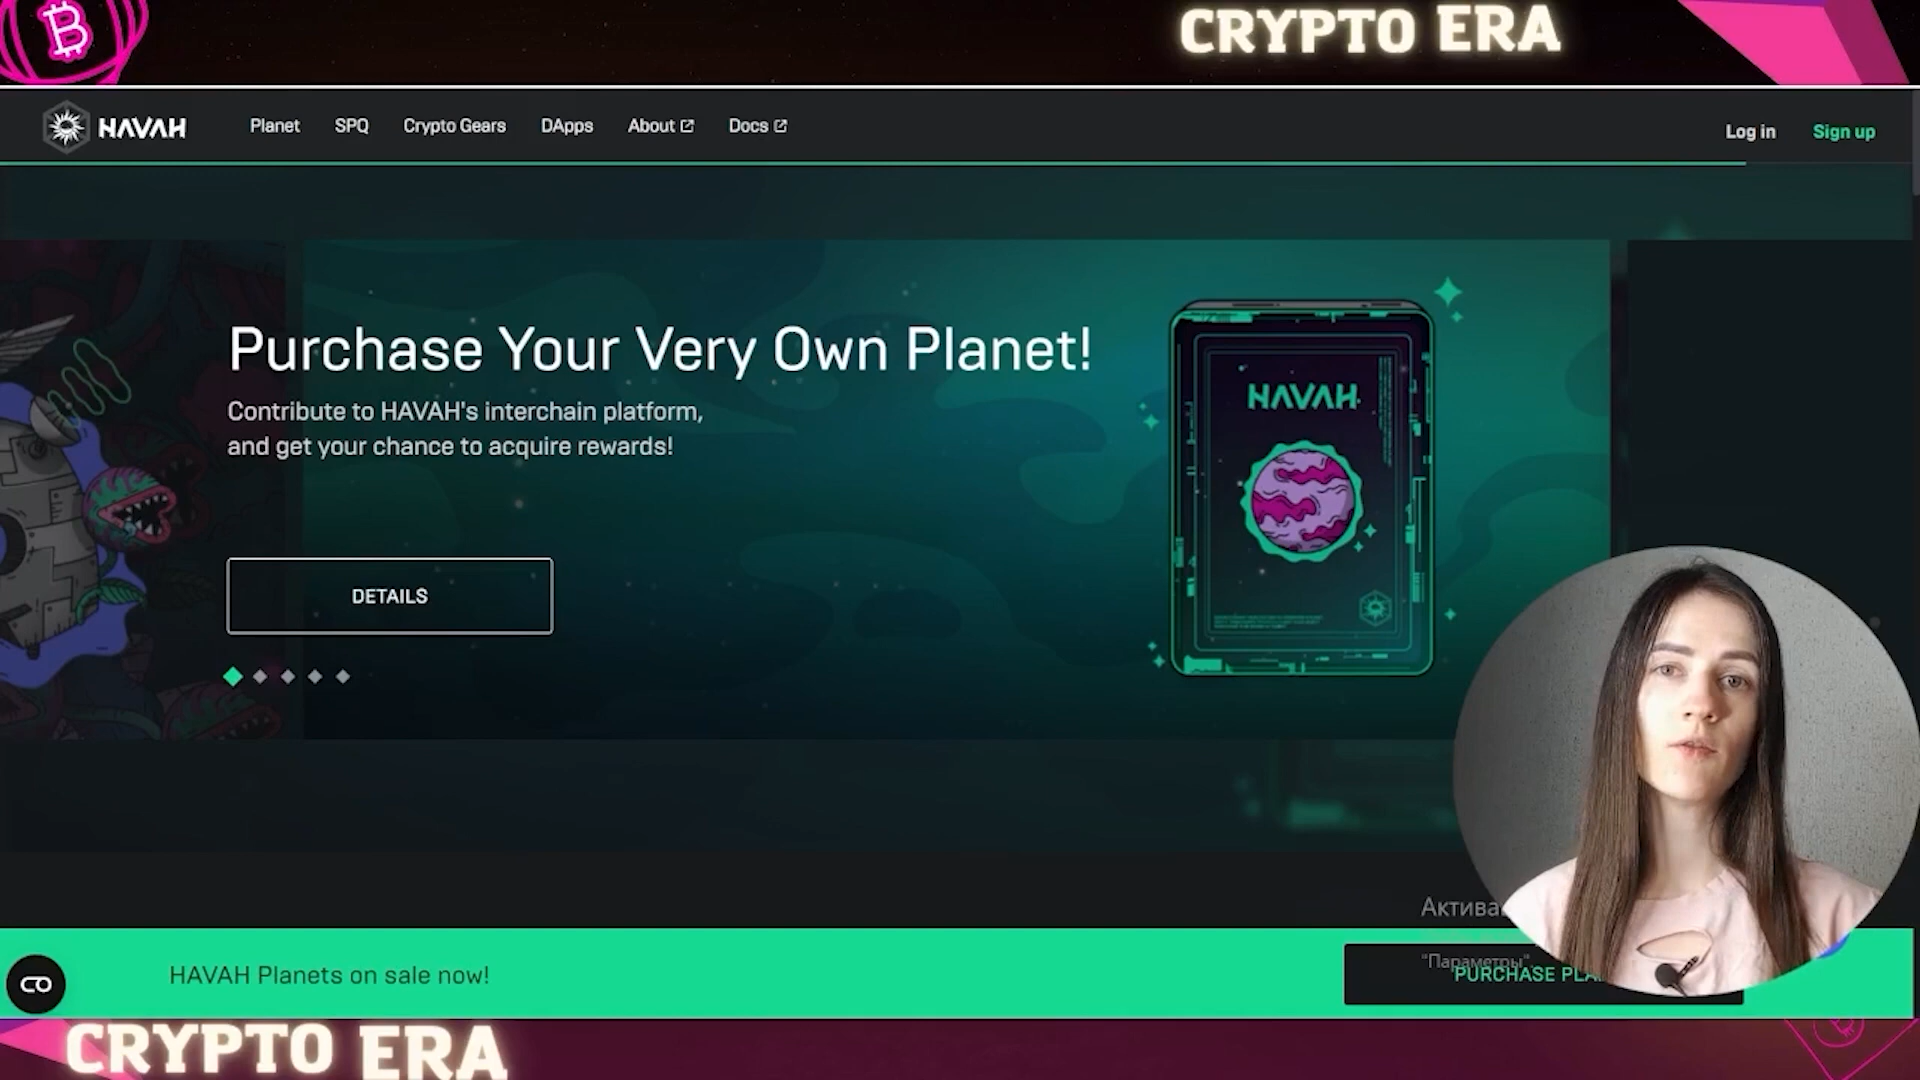 CRYPTO ERA
HAVAH
Planet
SPQ
Crypto Gears
DApps
About
Docs
Log in
Sign up
Purchase Your Very Own Planet!
Contribute to HAVAH's interchain platform,
and get your chance to acquire rewards!
DETAILS
HAVAH
HAVAH Planets on sale now!
"Параметры".
PURCHASE
CRYPTO ERA